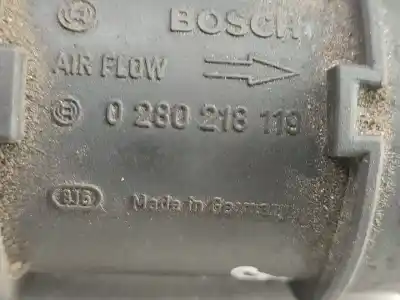 BOSCH
AIR FLOW
0 280 218 119
Made in Germany